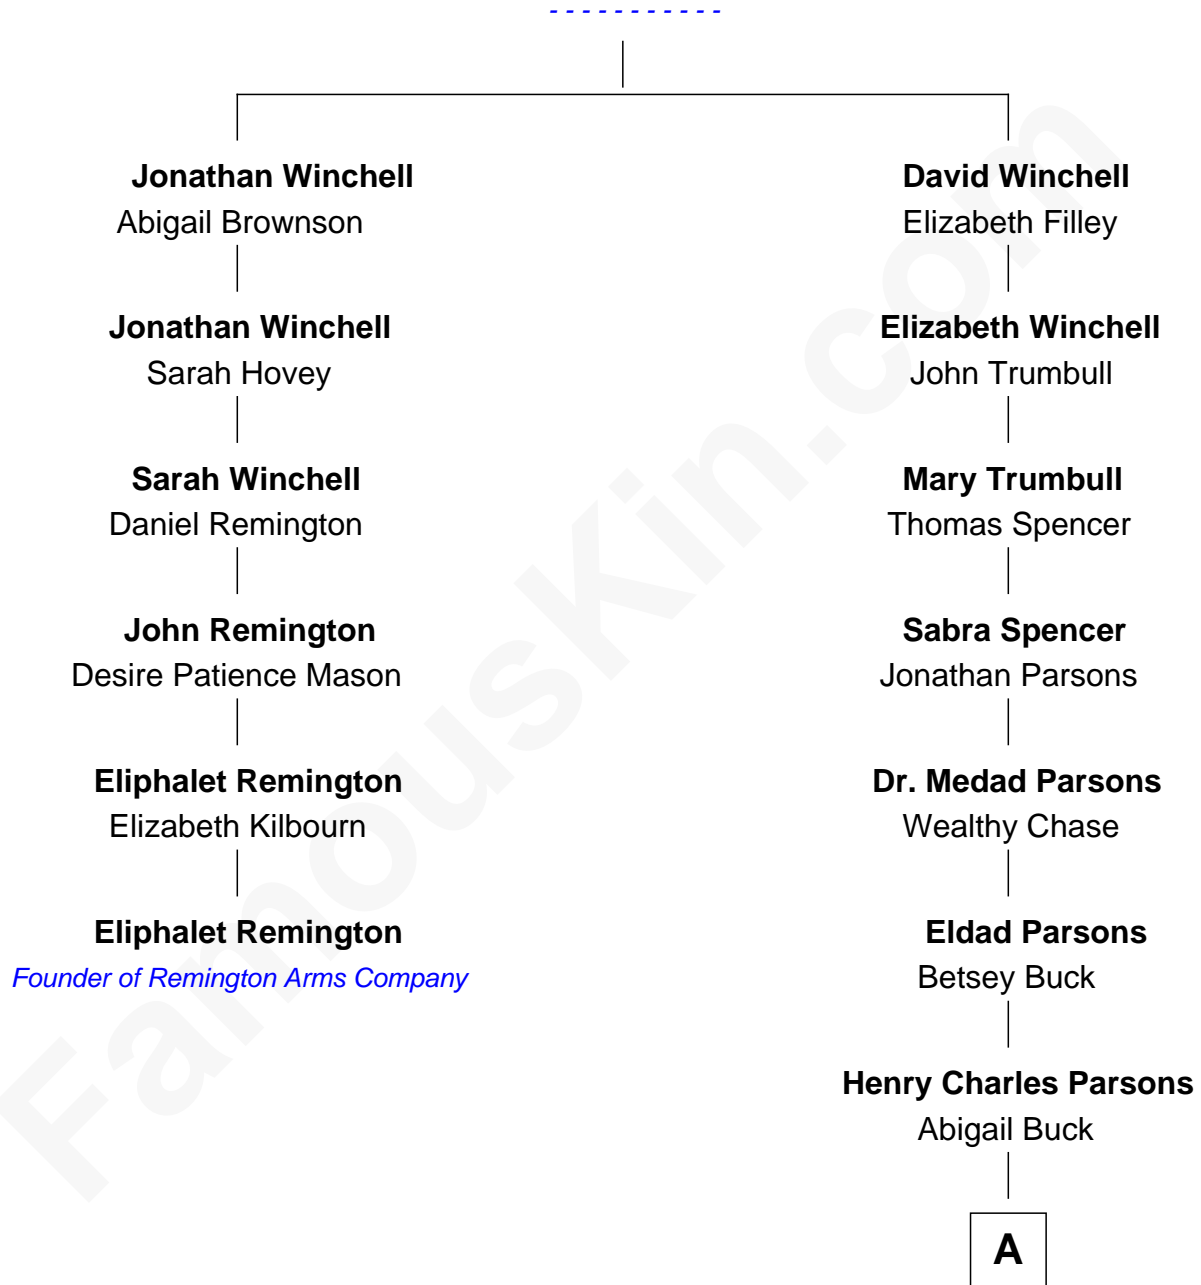 - - - - - - - - - - -
Jonathan Winchell
Abigail Brownson
David Winchell
Elizabeth Filley
Jonathan Winchell
Sarah Hovey
Elizabeth Winchell
John Trumbull
Sarah Winchell
Daniel Remington
Mary Trumbull
Thomas Spencer
John Remington
Desire Patience Mason
Sabra Spencer
Jonathan Parsons
Eliphalet Remington
Elizabeth Kilbourn
Dr. Medad Parsons
Wealthy Chase
Eliphalet Remington
Founder of Remington Arms Company
Eldad Parsons
Betsey Buck
Henry Charles Parsons
Abigail Buck
A
FamousKin.com